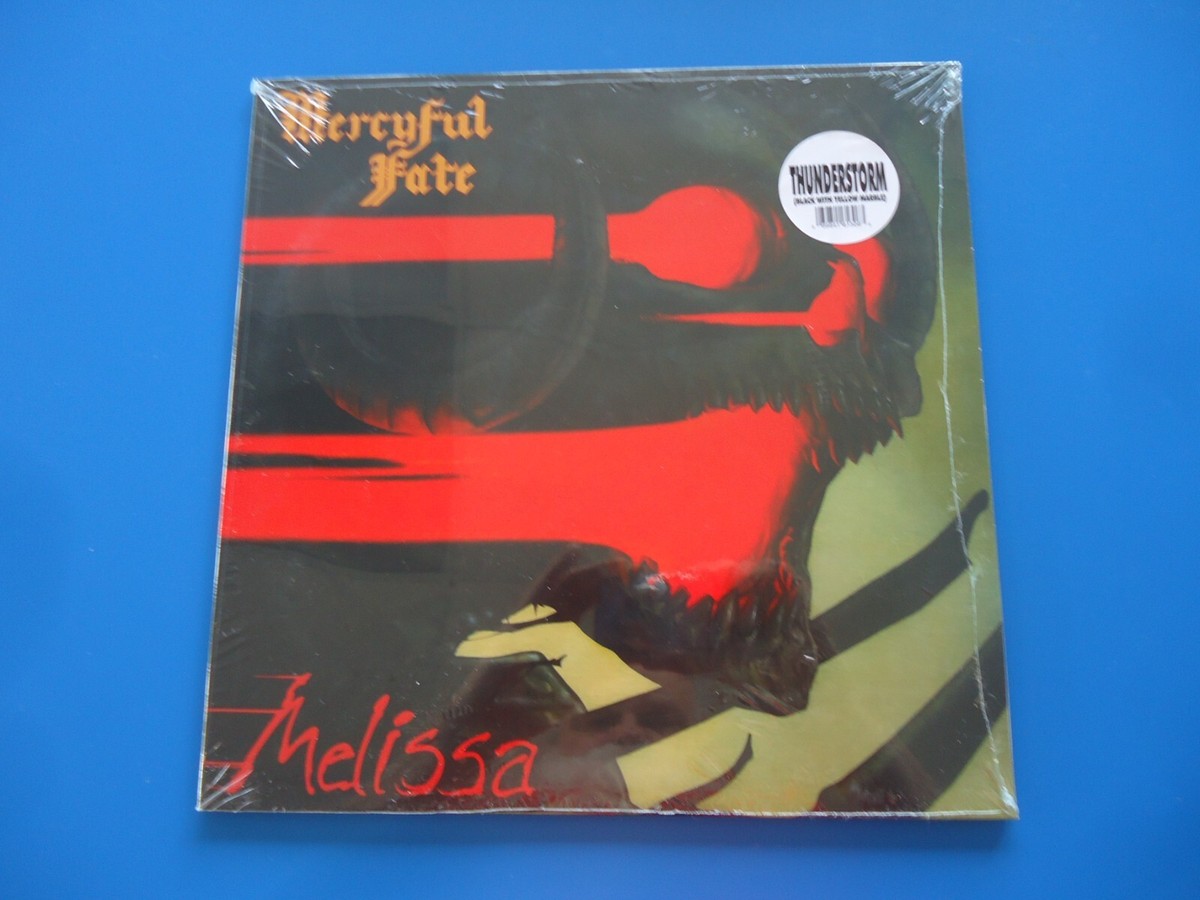 Mercyful
Fate
THUNDERSTORM
(BLACK WITH YELLOW MARBLE)
Melissa